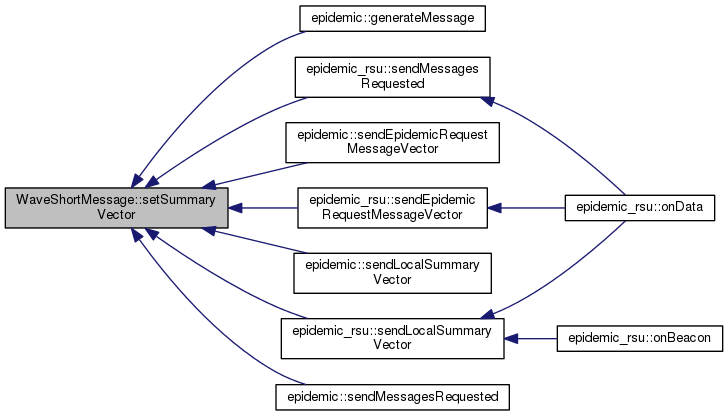 epidemic::generateMessage
epidemic_rsu::sendMessages
Requested
epidemic::sendEpidemicRequest
MessageVector
WaveShortMessage::setSummary
Vector
epidemic_rsu::sendEpidemic
RequestMessageVector
epidemic_rsu::onData
epidemic::sendLocalSummary
Vector
epidemic_rsu::sendLocalSummary
Vector
epidemic_rsu::onBeacon
epidemic::sendMessagesRequested